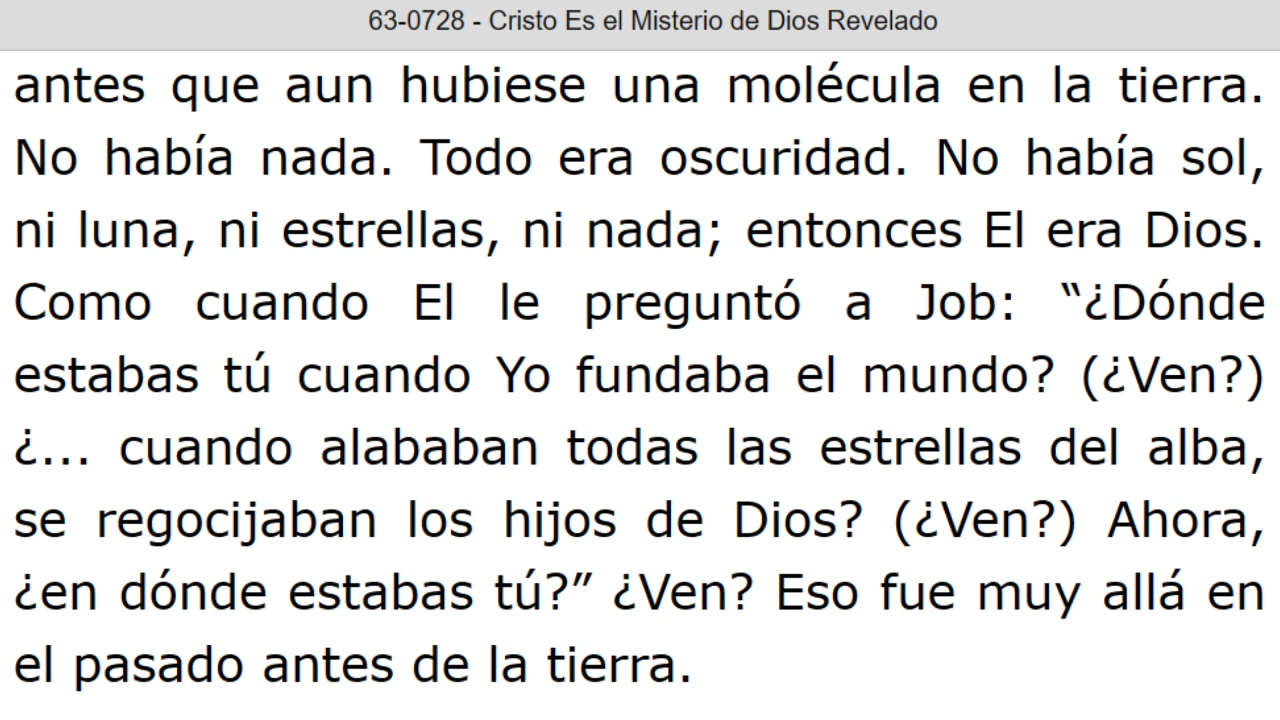 63-0728 - Cristo Es el Misterio de Dios Revelado
antes que aun hubiese una molécula en la tierra.
No había nada. Todo era oscuridad. No había sol,
ni luna, ni estrellas, ni nada; entonces El era Dios.
Como cuando El le preguntó a Job: “¿Dónde
estabas tú cuando Yo fundaba el mundo? (¿Ven?)
¿... cuando alababan todas las estrellas del alba,
se regocijaban los hijos de Dios? (¿Ven?) Ahora,
¿en dónde estabas tú?” ¿Ven? Eso fue muy allá en
el pasado antes de la tierra.